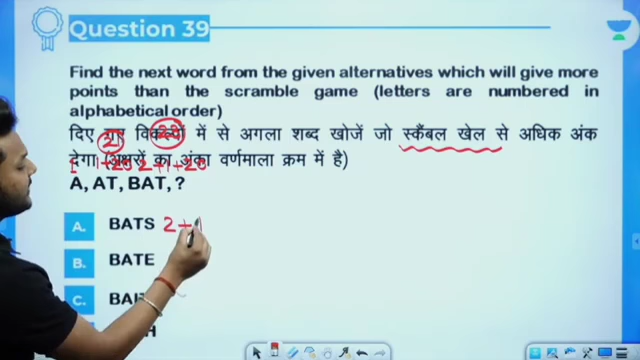 Question 39
Find the next word from the given alternatives which will give more
points than the scramble game (letters are numbered in
alphabetical order)
दिए गए विकल्पों में से अगला शब्द खोजें जो स्कैंबल खेल से अधिक अंक
देगा (अक्षरों का अंका वर्णमाला क्रम में है)
A, AT, BAT, ?
A. BATS 2+
B. BATE
C.